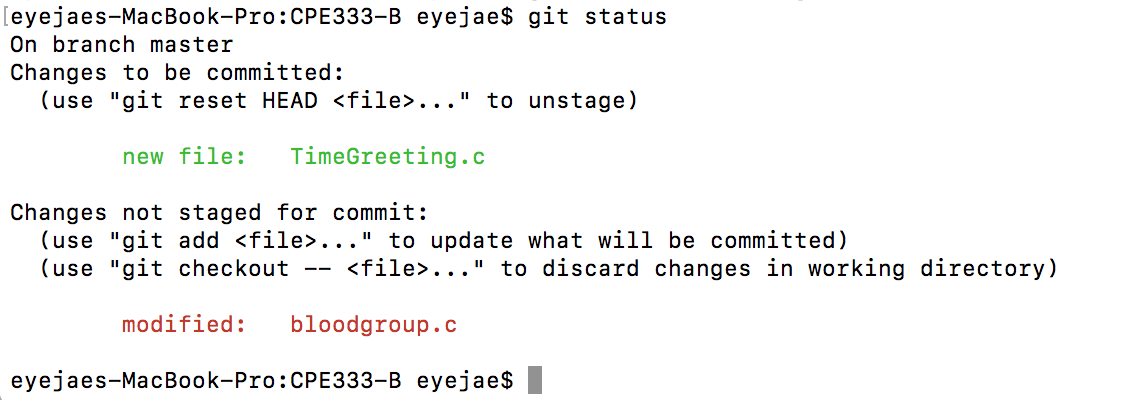 [eyejaes-MacBook-Pro:CPE333-B eyejae$ git status
On branch master
Changes to be committed:
  (use "git reset HEAD <file>..." to unstage)
        new file:   TimeGreeting.c
Changes not staged for commit:
  (use "git add <file>..." to update what will be committed)
  (use "git checkout -- <file>..." to discard changes in working directory)
        modified:   bloodgroup.c
eyejaes-MacBook-Pro:CPE333-B eyejae$